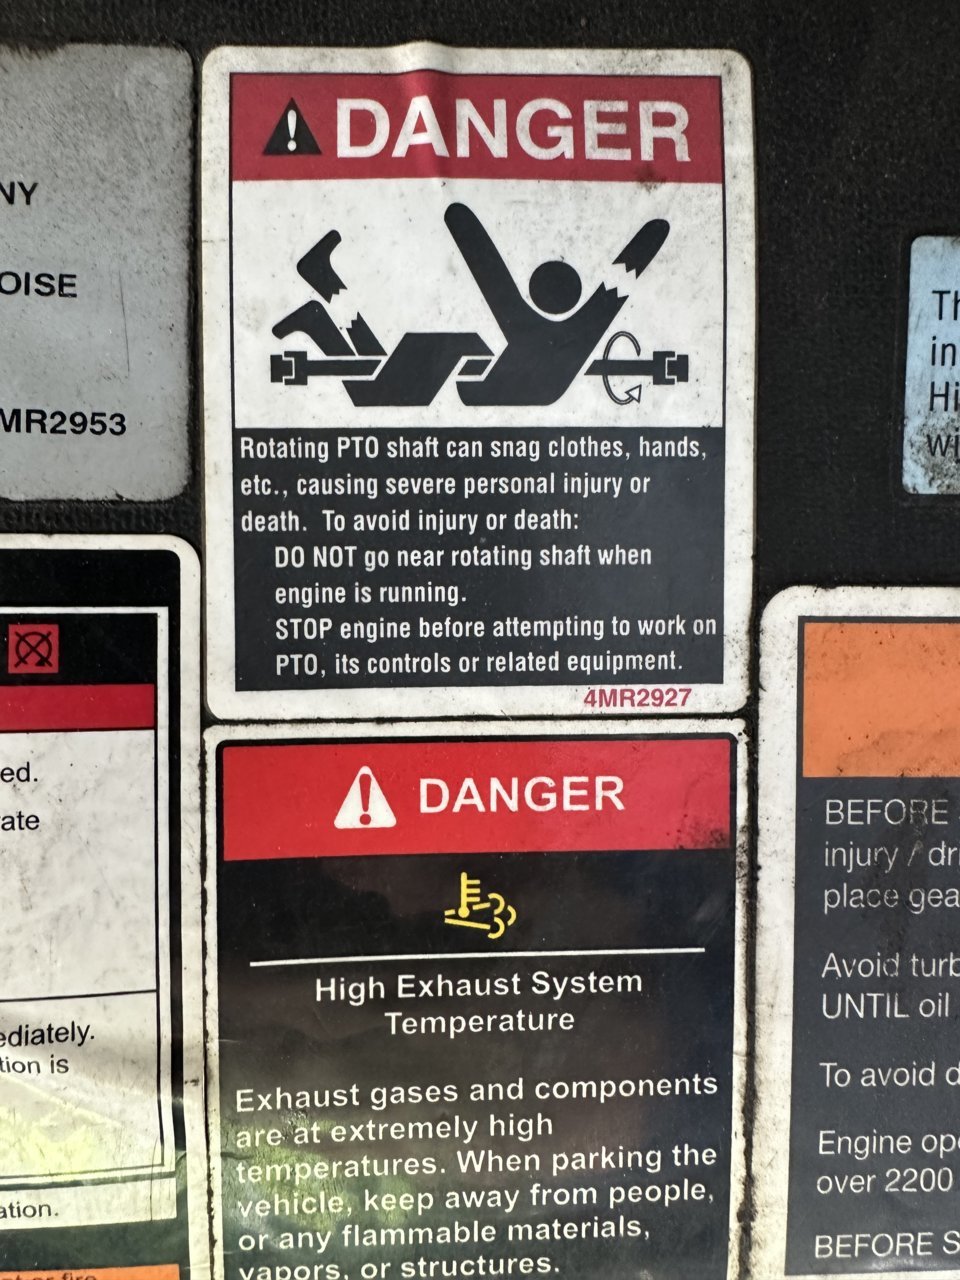 NY
OISE
MR2953
DANGER
Rotating PTO shaft can snag clothes, hands,
etc., causing severe personal injury or
death. To avoid injury or death:
DO NOT go near rotating shaft when
engine is running.
STOP engine before attempting to work on
PTO, its controls or related equipment.
4MR2927
ed.
ate
ediately.
tion is
ation.
or fire
DANGER
High Exhaust System
Temperature
Exhaust gases and components
are at extremely high
temperatures. When parking the
vehicle, keep away from people,
or any flammable materials,
vapors, or structures.
Th
in
Hi
wi
BEFORE
injury / dri
place gea
Avoid turb
UNTIL oil
To avoid d
Engine ope
over 2200
BEFORE S